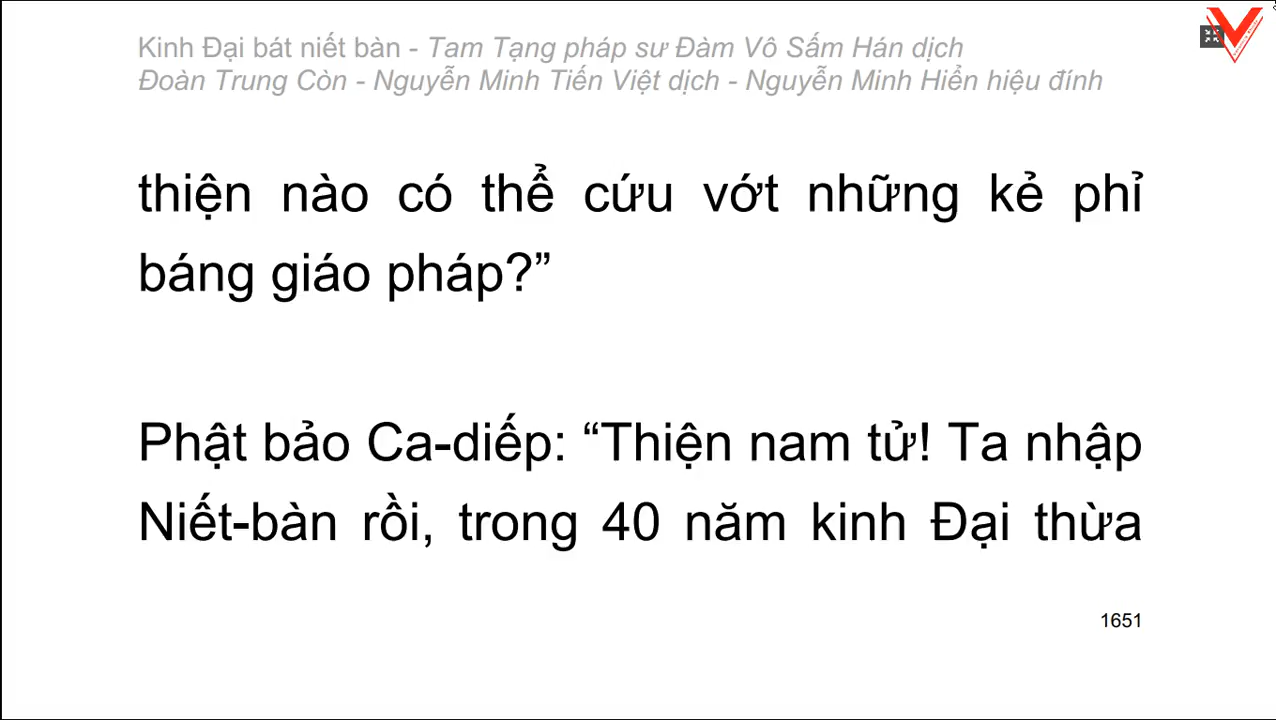 Kinh Đại bát niết bàn - Tam Tạng pháp sư Đàm Vô Sấm Hán dịch
Đoàn Trung Còn - Nguyễn Minh Tiến Việt dịch - Nguyễn Minh Hiển hiệu đính
thiện nào có thể cứu vớt những kẻ phỉ
báng giáo pháp?”
Phật bảo Ca-diếp: “Thiện nam tử! Ta nhập
Niết-bàn rồi, trong 40 năm kinh Đại thừa
1651